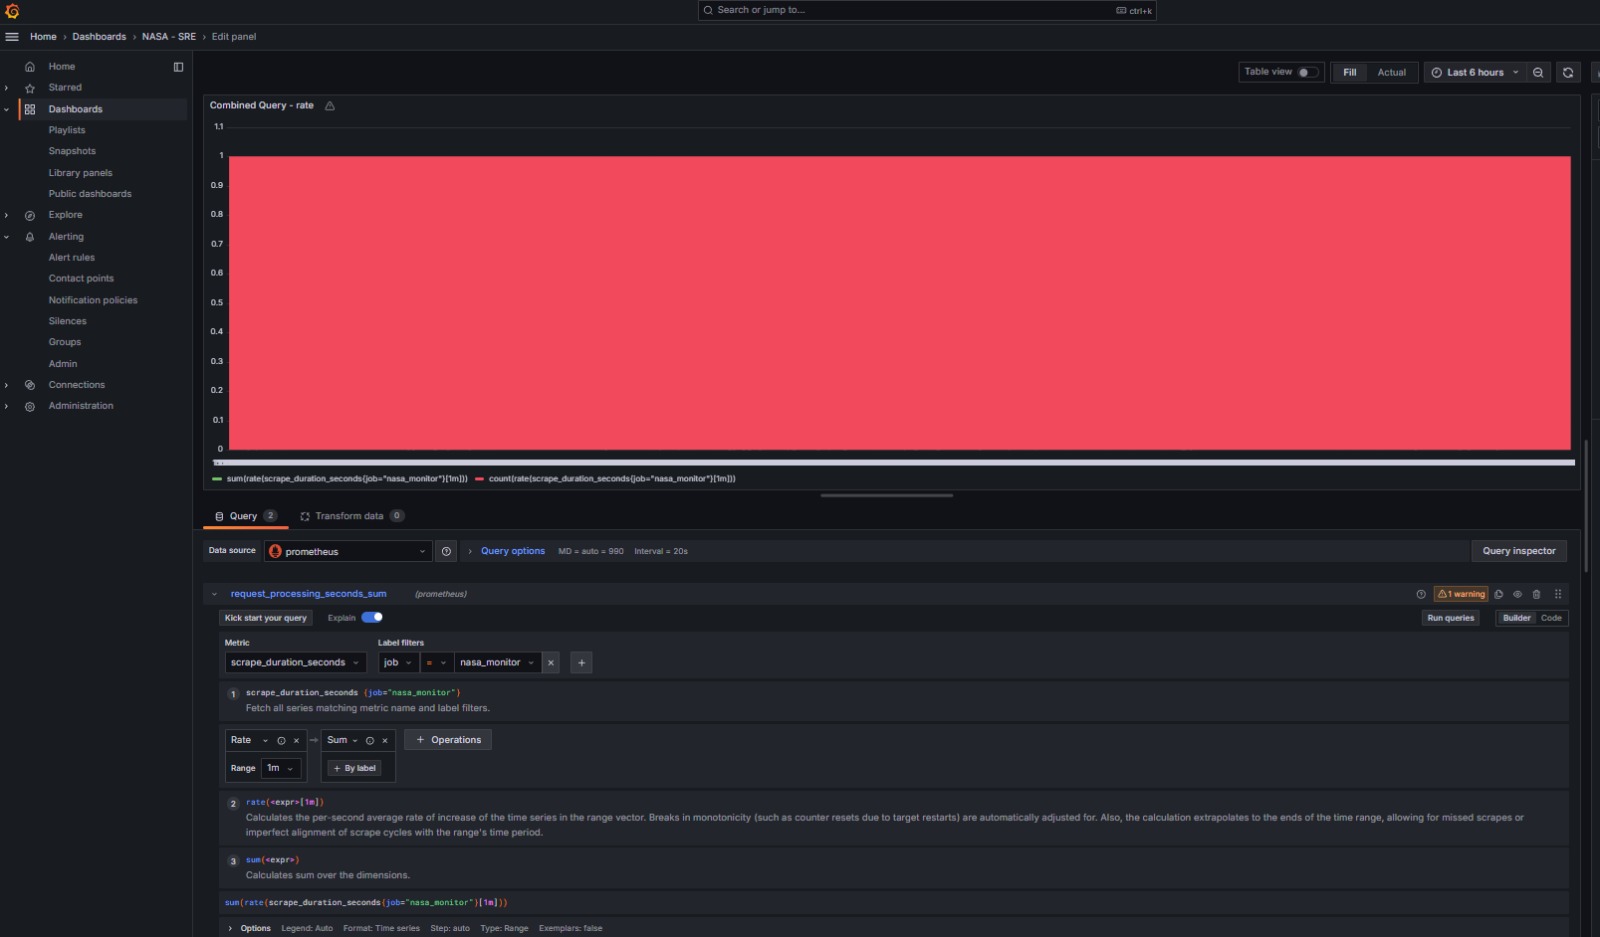 Search or jump to...
ctrl+k
Home › Dashboards › NASA - SRE › Edit panel
Home
Starred
Dashboards
Playlists
Snapshots
Library panels
Public dashboards
Explore
Alerting
Alert rules
Contact points
Notification policies
Silences
Groups
Admin
Connections
Administration
Table view
Fill
Actual
Last 6 hours
Combined Query - rate
1.1
1
0.9
0.8
0.7
0.6
0.5
0.4
0.3
0.2
0.1
0
sum(rate(scrape_duration_seconds{job="nasa_monitor"}[1m])) count(rate(scrape_duration_seconds{job="nasa_monitor"}[1m]))
Query 2 Transform data 0
Data source prometheus Query options MD = auto = 990 Interval = 20s Query inspector
request_processing_seconds_sum (prometheus) 1 warning
Kick start your query Explain Run queries Builder Code
Metric Label filters
scrape_duration_seconds job = nasa_monitor × +
1 scrape_duration_seconds {job="nasa_monitor"}
Fetch all series matching metric name and label filters.
Rate × Sum × + Operations
Range 1m + By label
2 rate(<expr>[1m])
Calculates the per-second average rate of increase of the time series in the range vector. Breaks in monotonicity (such as counter resets due to target restarts) are automatically adjusted for. Also, the calculation extrapolates to the ends of the time range, allowing for missed scrapes or
imperfect alignment of scrape cycles with the range's time period.
3 sum(<expr>)
Calculates sum over the dimensions.
sum(rate(scrape_duration_seconds{job="nasa_monitor"}[1m]))
Options Legend: Auto Format: Time series Step: auto Type: Range Exemplars: false